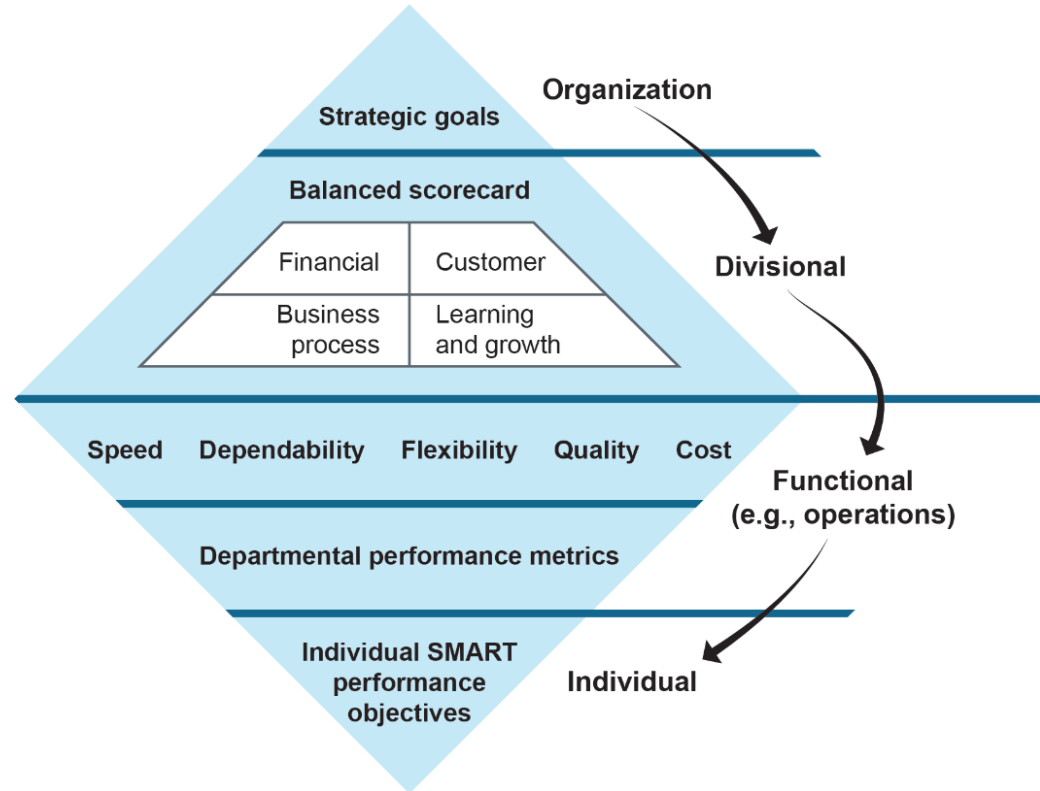 Organization
Strategic goals
Balanced scorecard
Financial
Customer
Divisional
Business
process
Learning
and growth
Speed Dependability Flexibility Quality Cost
Functional
(e.g., operations)
Departmental performance metrics
Individual SMART
performance
objectives
Individual